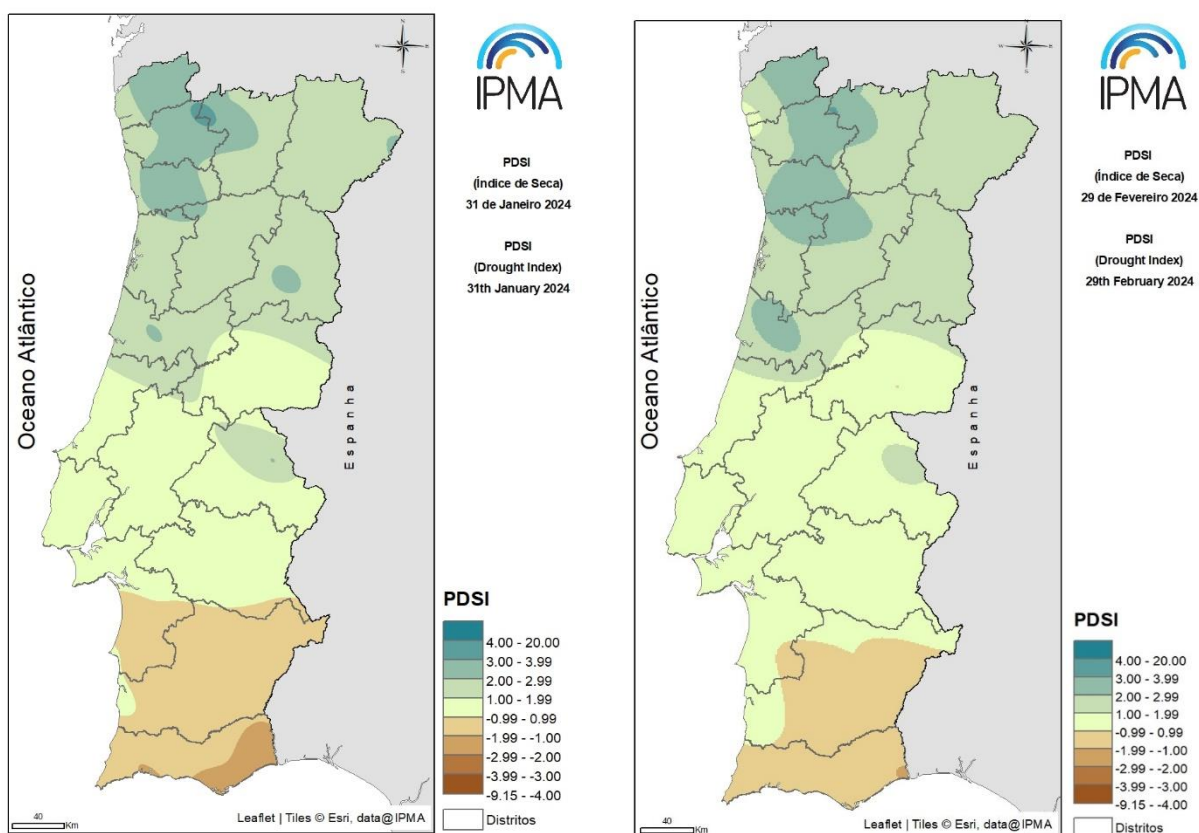 Oceano Atlântico
Espanha
N
W E
S
IPMA
PDSI
(Índice de Seca)
31 de Janeiro 2024
PDSI
(Drought Index)
31th January 2024
PDSI
4.00 - 20.00
3.00 - 3.99
2.00 - 2.99
1.00 - 1.99
-0.99 - 0.99
-1.99 - -1.00
-2.99 - -2.00
-3.99 - -3.00
-9.15 - -4.00
Distritos
40
Km
Leaflet | Tiles © Esri, data@IPMA
Oceano Atlântico
Espanha
N
W E
S
IPMA
PDSI
(Índice de Seca)
29 de Fevereiro 2024
PDSI
(Drought Index)
29th February 2024
PDSI
4.00 - 20.00
3.00 - 3.99
2.00 - 2.99
1.00 - 1.99
-0.99 - 0.99
-1.99 - -1.00
-2.99 - -2.00
-3.99 - -3.00
-9.15 - -4.00
Distritos
40
Km
Leaflet | Tiles © Esri, data@IPMA